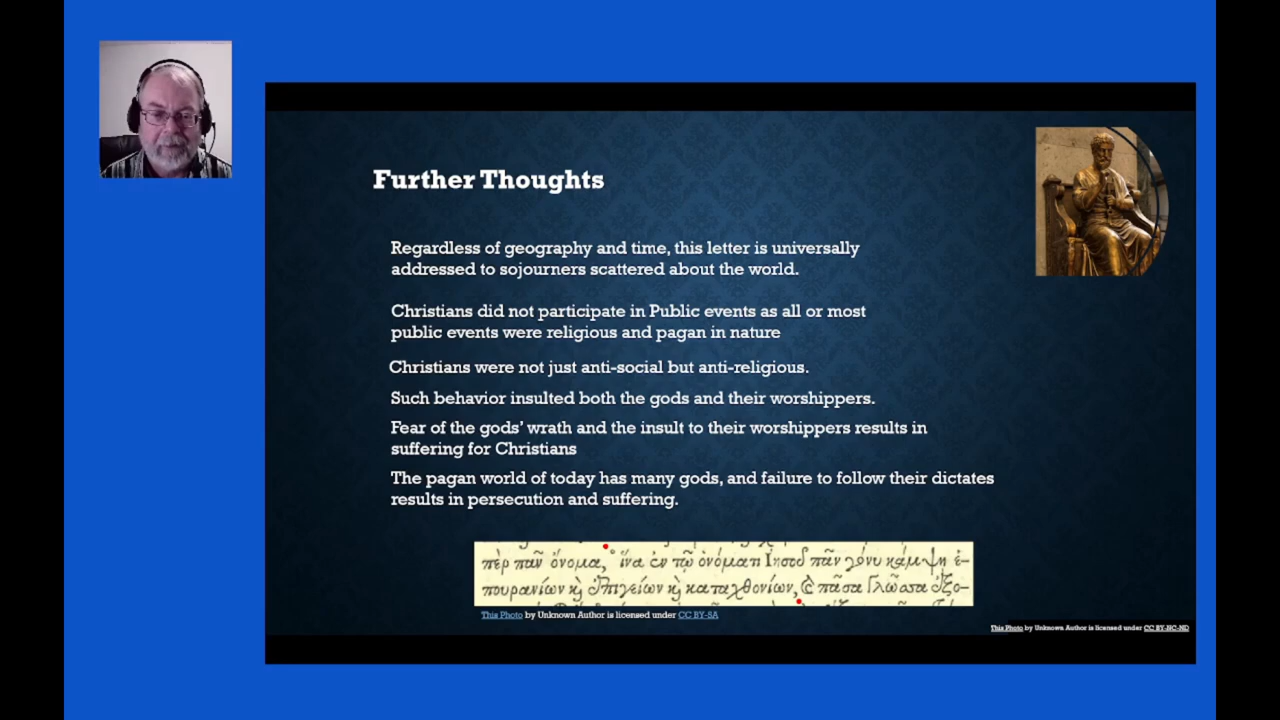 Further Thoughts
Regardless of geography and time, this letter is universally
addressed to sojourners scattered about the world.
Christians did not participate in Public events as all or most
public events were religious and pagan in nature
Christians were not just anti-social but anti-religious.
Such behavior insulted both the gods and their worshippers.
Fear of the gods' wrath and the insult to their worshippers results in
suffering for Christians
The pagan world of today has many gods, and failure to follow their dictates
results in persecution and suffering.
πὲρ πᾶν ὄνομα, ἵνα ἐν τῷ ὀνόματι Ἰησοῦ πᾶν γόνυ κάμψῃ ἐ-
πουρανίων κὶ ἐπιγείων κὶ καταχθονίων, καὶ πᾶσα γλῶσσα ἐξο-
This Photo by Unknown Author is licensed under CC BY-SA
This Photo by Unknown Author is licensed under CC BY-NC-ND